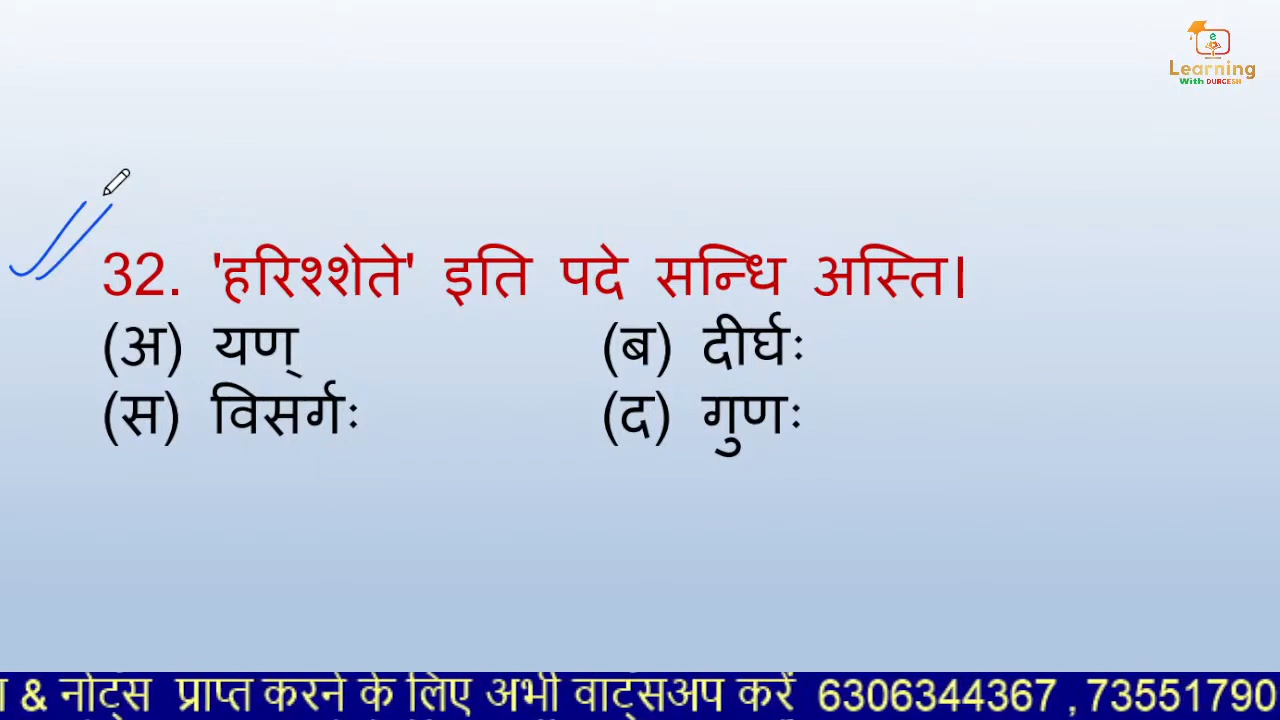 e
Learning
With DURGESH
32. 'हरिश्शेते' इति पदे सन्धि अस्ति।
(अ) यण् (ब) दीर्घः
(स) विसर्गः (द) गुणः
& नोट्स प्राप्त करने के लिए अभी वाट्सअप करें 6306344367 , 73551790